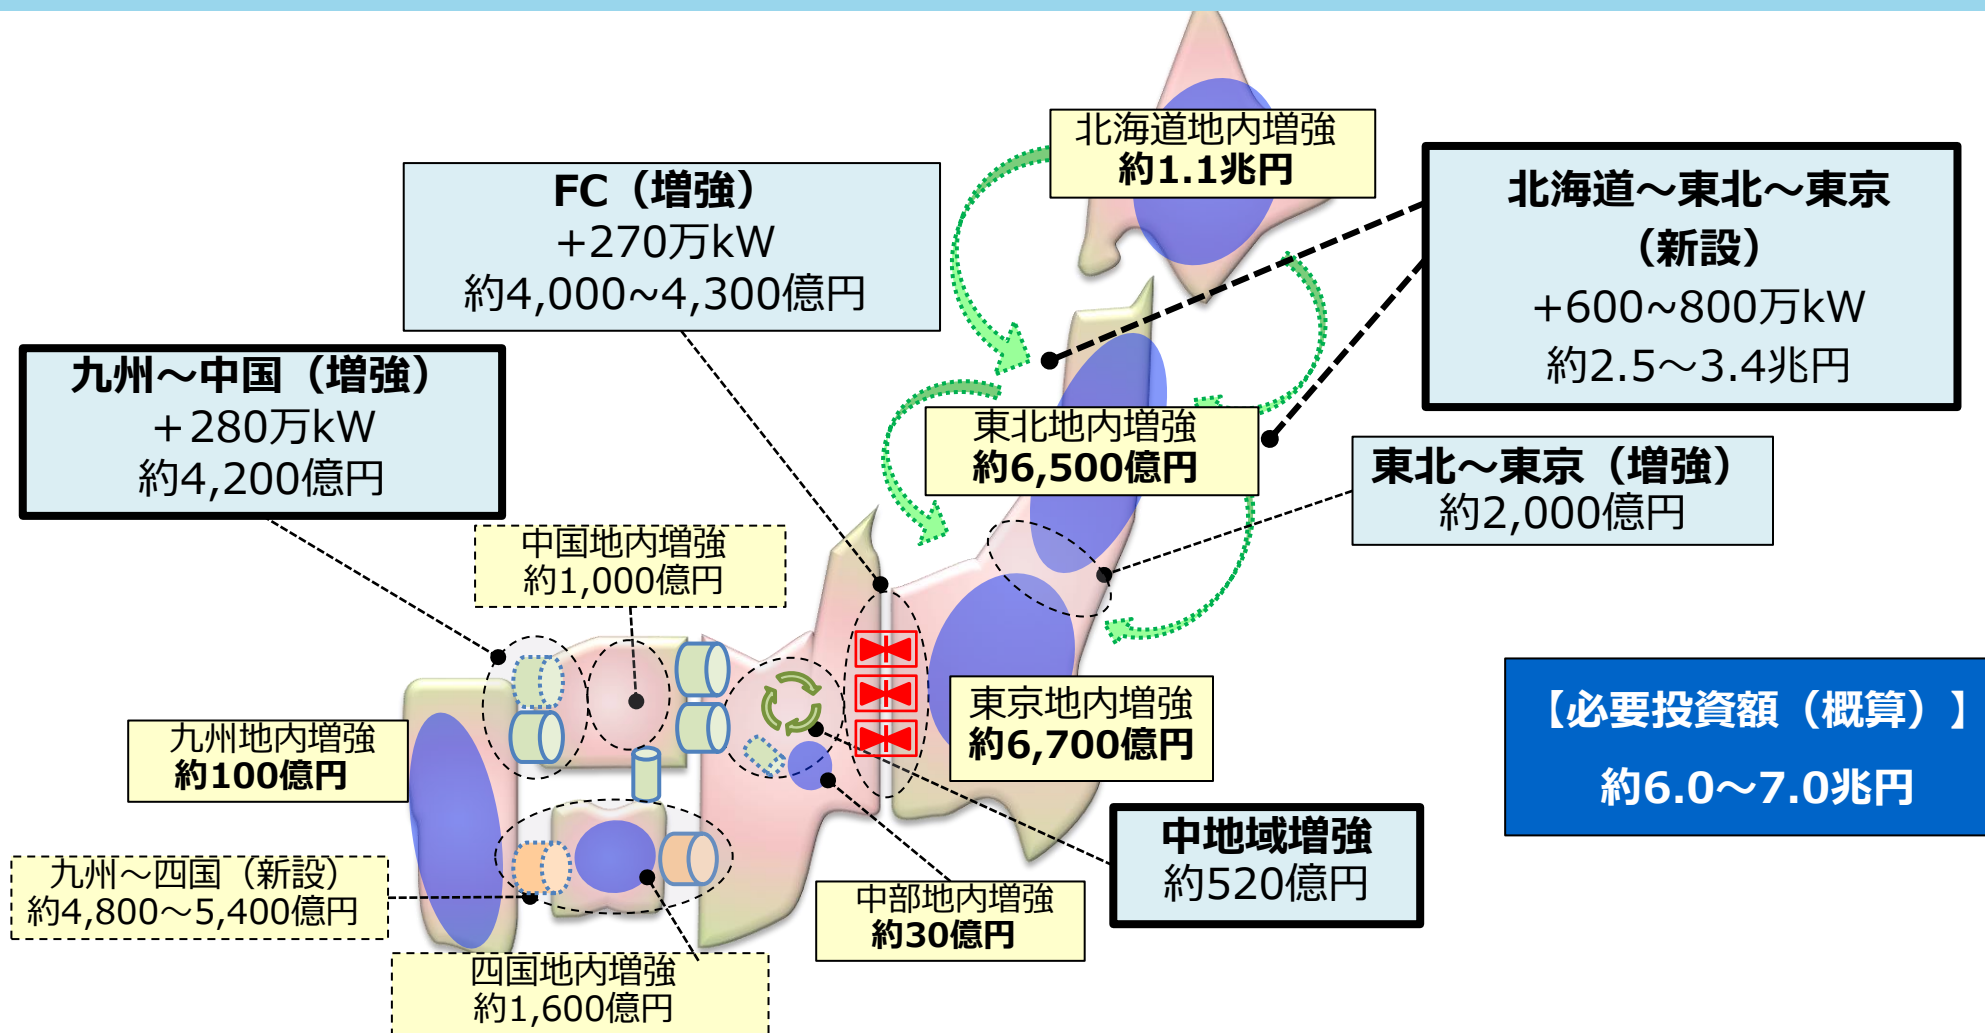 北海道地内増強
約1.1兆円
FC（増強）
+270万kW
約4,000~4,300億円
北海道～東北～東京
（新設）
+600~800万kW
約2.5～3.4兆円
九州～中国（増強）
＋280万kW
約4,200億円
東北地内増強
約6,500億円
東北～東京（増強）
約2,000億円
中国地内増強
約1,000億円
東京地内増強
約6,700億円
【必要投資額（概算）】
約6.0～7.0兆円
九州地内増強
約100億円
中地域増強
約520億円
九州～四国（新設）
約4,800～5,400億円
中部地内増強
約30億円
四国地内増強
約1,600億円